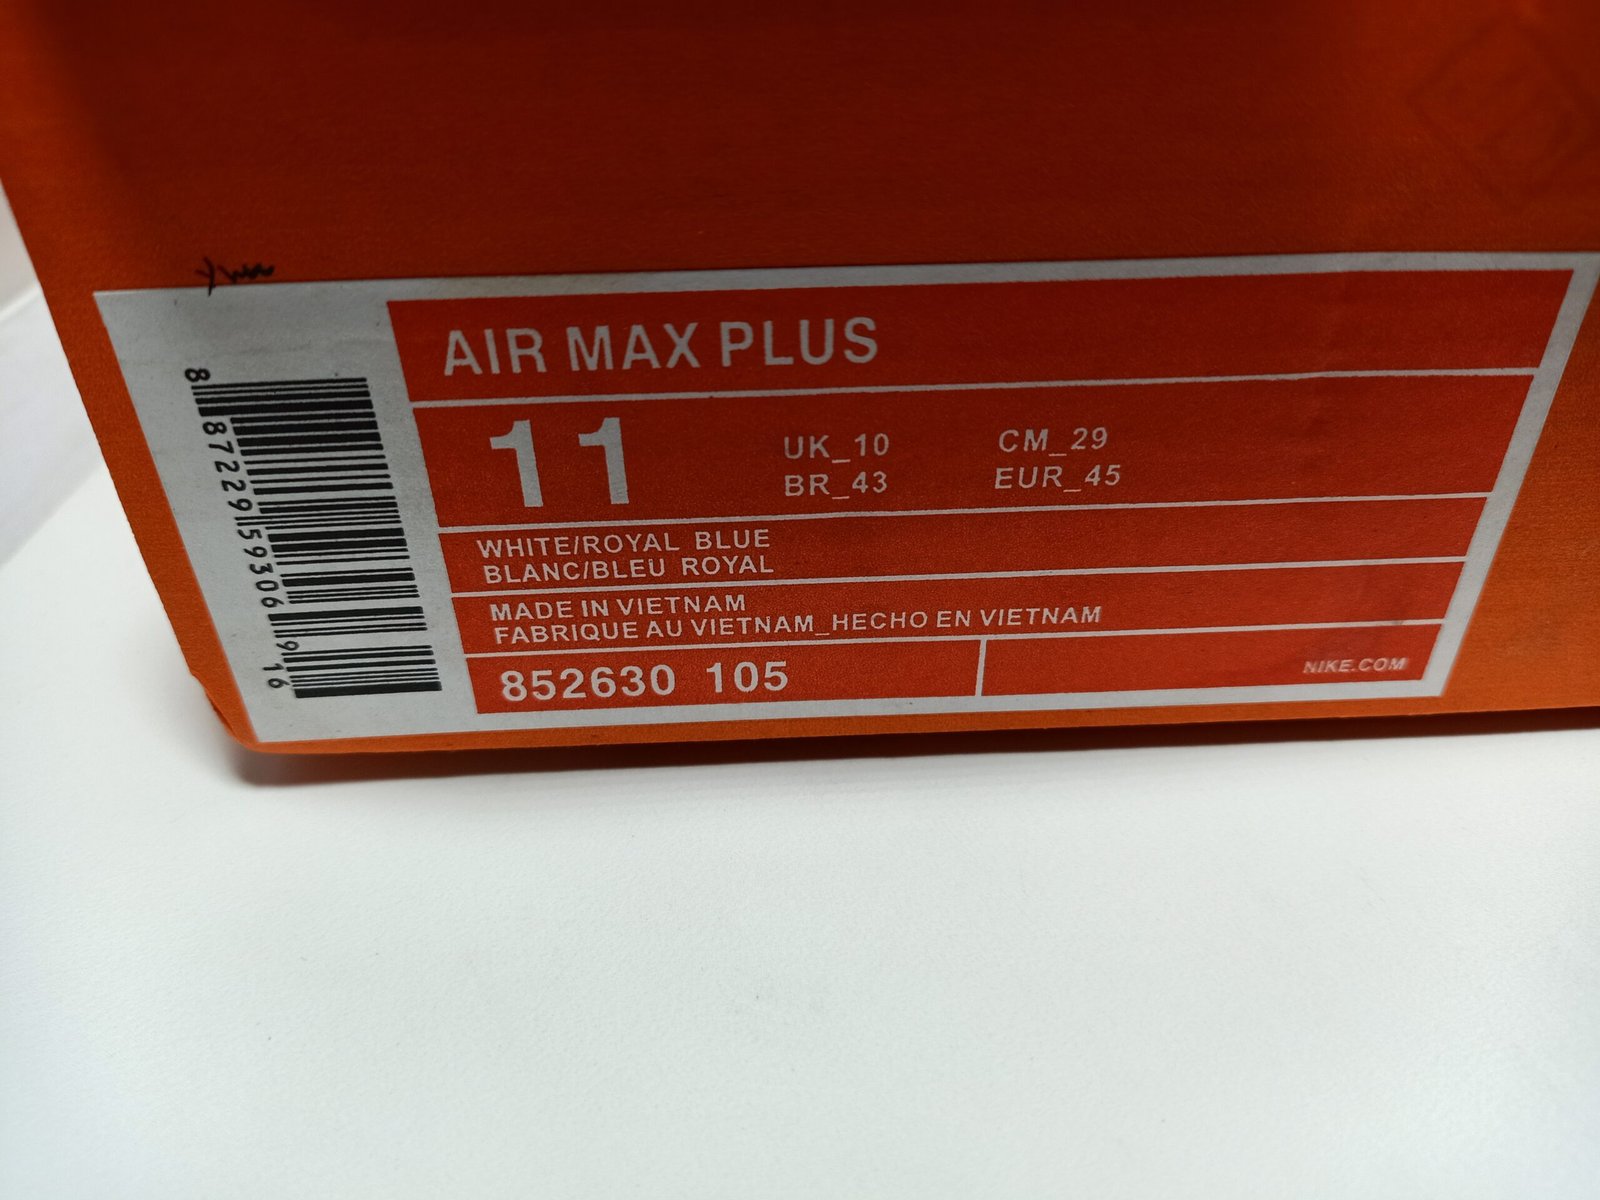 AIR MAX PLUS
11
UK_10 CM_29
BR_43 EUR_45
WHITE/ROYAL BLUE
BLANC/BLEU ROYAL
MADE IN VIETNAM
FABRIQUE AU VIETNAM_HECHO EN VIETNAM
852630 105
NIKE.COM
8 87229 59306 9 16